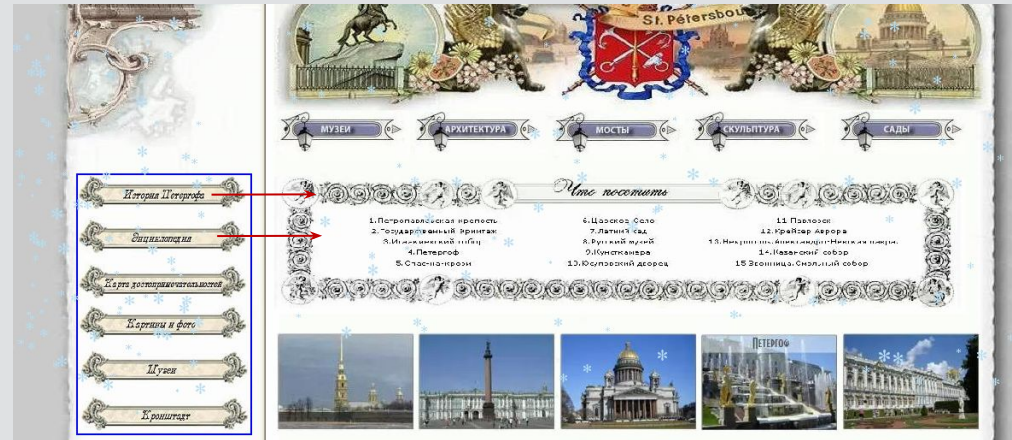 St. Pétersbou
МУЗЕИ
АРХИТЕКТУРА
МОСТЫ
СКУЛЬПТУРА
САДЫ
История Петергофа
Энциклопедия
Карта достопримечательностей
Картины и фото
Музеи
Кронштадт
Что посетить
1.Петропавловская крепость
2.Государственный Эрмитаж
3.Исаакиевский собор
4.Петергоф
5.Спас-на-крови
6.Царское Село
7.Летний сад
8.Русский музей
9.Кунсткамера
10.Юсуповский дворец
11 Павловск
12.Крейсер Аврора
13.Некрополь.Александро-Невская лавра.
14.Казанский собор
15 Звонница.Смольный собор
ПЕТЕРГОФ